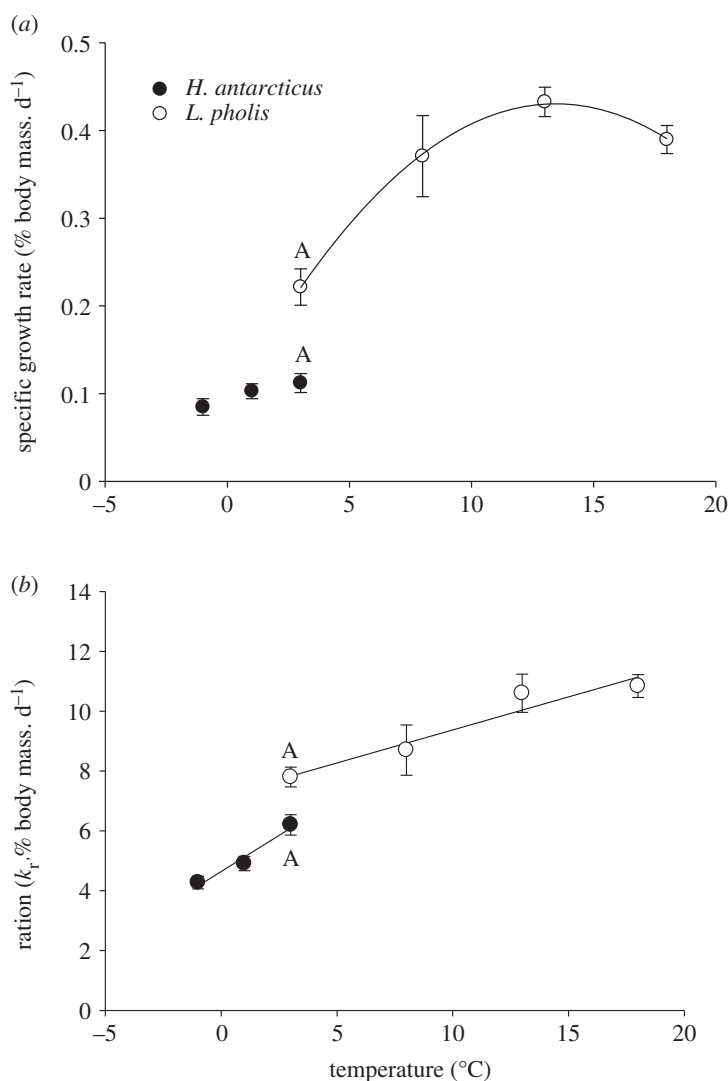 (a)
0.5
H. antarcticus
L. pholis
0.4
0.3
A
0.2
A
0.1
0
–5 0 5 10 15 20
specific growth rate (% body mass. d–1)
(b)
14
12
10
A
8
6
A
4
2
0
–5 0 5 10 15 20
ration (kr,% body mass. d–1)
temperature (°C)